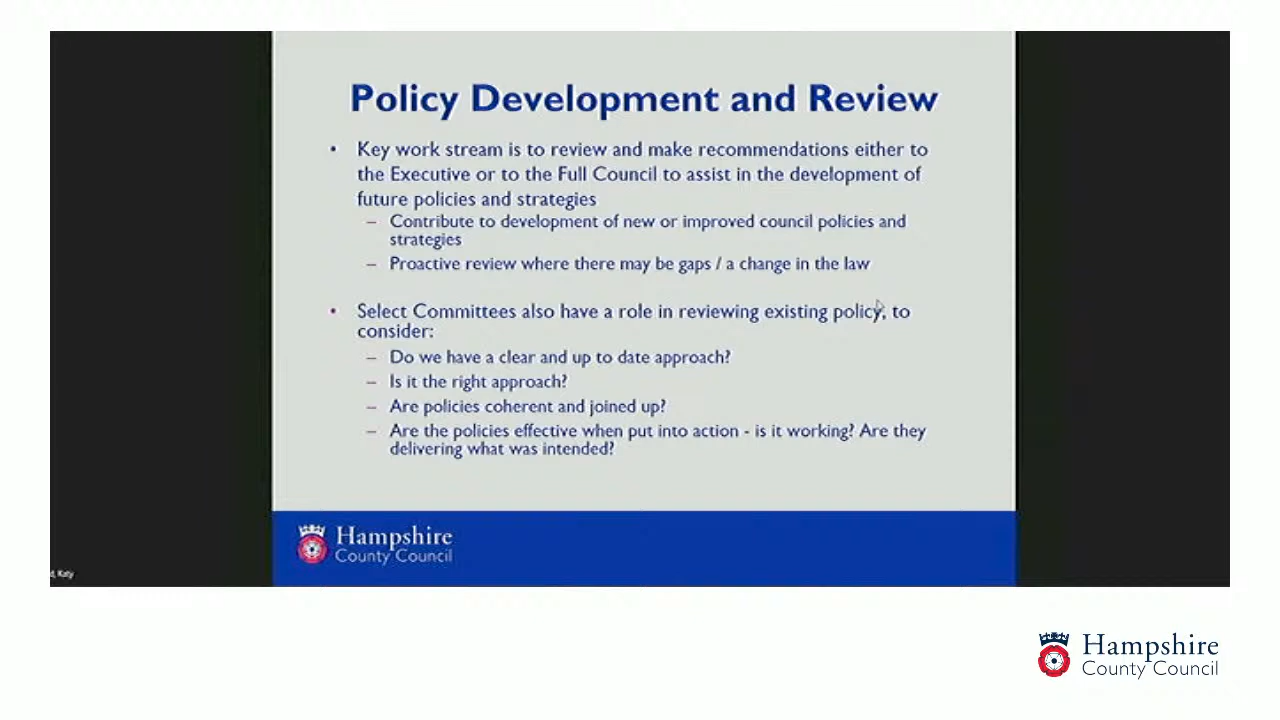 Policy Development and Review
• Key work stream is to review and make recommendations either to
the Executive or to the Full Council to assist in the development of
future policies and strategies
– Contribute to development of new or improved council policies and
strategies
– Proactive review where there may be gaps / a change in the law
• Select Committees also have a role in reviewing existing policy, to
consider:
– Do we have a clear and up to date approach?
– Is it the right approach?
– Are policies coherent and joined up?
– Are the policies effective when put into action - is it working? Are they
delivering what was intended?
Hampshire
County Council
d, Katy
Hampshire
County Council